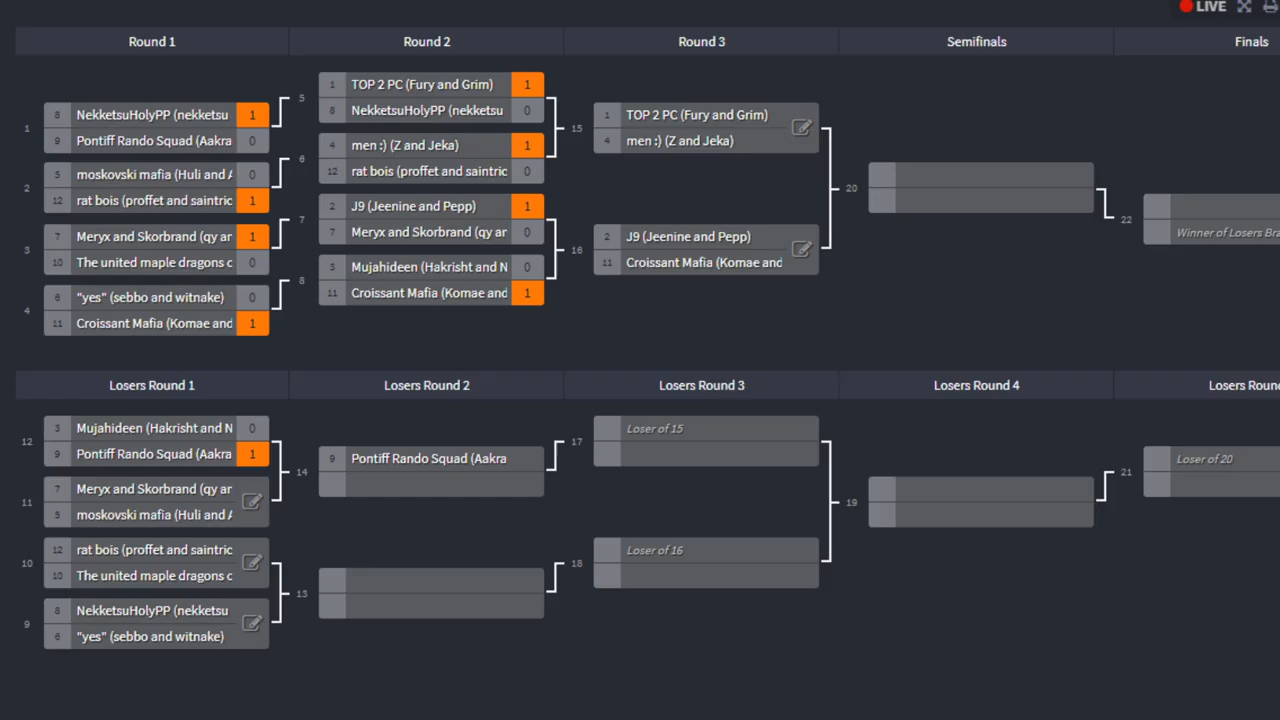 LIVE
Round 1
Round 2
Round 3
Semifinals
Finals
1
8 NekketsuHolyPP (nekketsu 1
9 Pontiff Rando Squad (Aakra 0
2
5 moskovski mafia (Huli and A 0
12 rat bois (proffet and saintric 1
3
7 Meryx and Skorbrand (qy ar 1
10 The united maple dragons c 0
4
6 "yes" (sebbo and witnake) 0
11 Croissant Mafia (Komae and 1
5
1 TOP 2 PC (Fury and Grim) 1
8 NekketsuHolyPP (nekketsu 0
6
4 men :) (Z and Jeka) 1
12 rat bois (proffet and saintric 0
7
2 J9 (Jeenine and Pepp) 1
7 Meryx and Skorbrand (qy ar 0
8
3 Mujahideen (Hakrisht and N 0
11 Croissant Mafia (Komae and 1
15
1 TOP 2 PC (Fury and Grim)
4 men :) (Z and Jeka)
16
2 J9 (Jeenine and Pepp)
11 Croissant Mafia (Komae and
20
22
Winner of Losers Bra
Losers Round 1
Losers Round 2
Losers Round 3
Losers Round 4
Losers Round
12
3 Mujahideen (Hakrisht and N 0
9 Pontiff Rando Squad (Aakra 1
11
7 Meryx and Skorbrand (qy ar
5 moskovski mafia (Huli and A
10
12 rat bois (proffet and saintric
10 The united maple dragons c
9
8 NekketsuHolyPP (nekketsu
6 "yes" (sebbo and witnake)
14
9 Pontiff Rando Squad (Aakra
13
17
Loser of 15
18
Loser of 16
19
21
Loser of 20